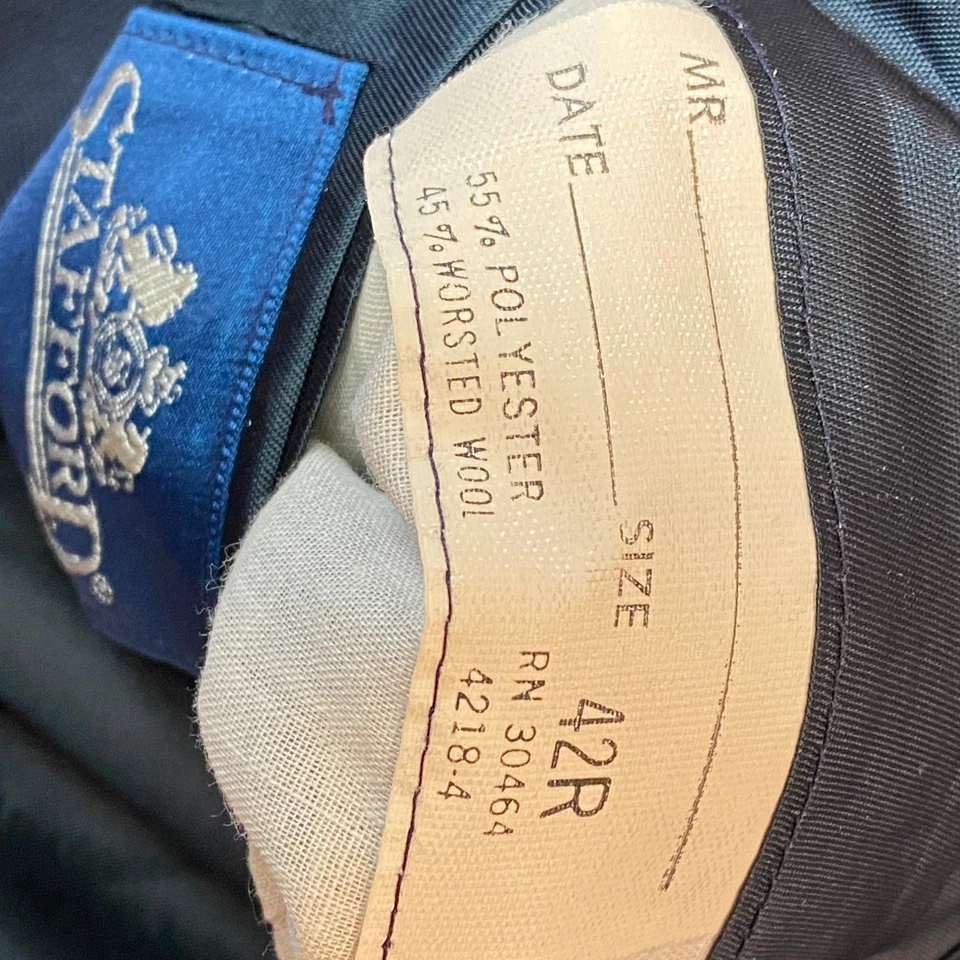 STAFFORD®
S
MR
DATE SIZE 42R
55% POLYESTER RN 30464
45% WORSTED WOOL 4218-4